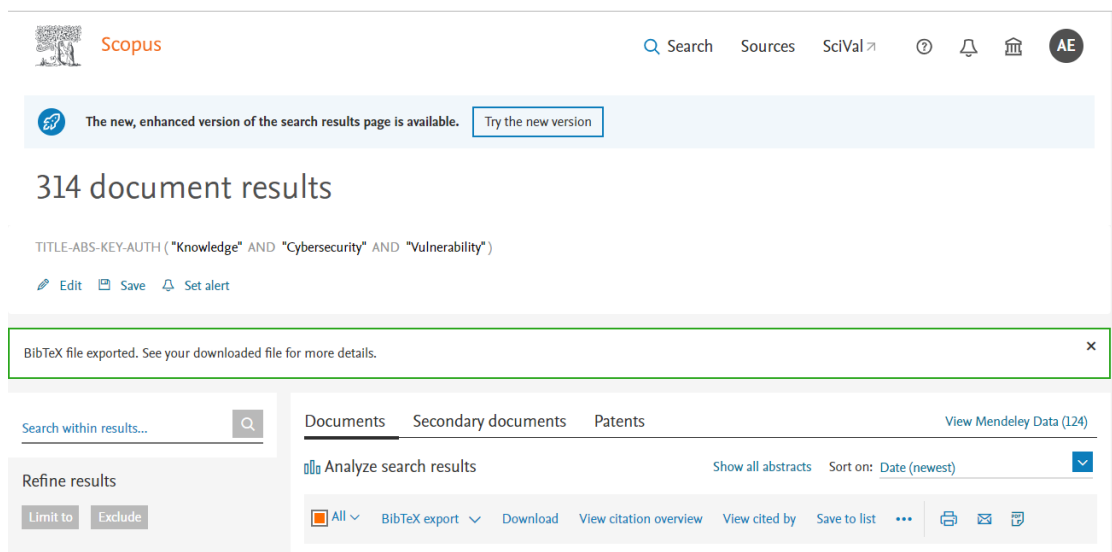 Scopus
Search Sources SciVal ↗ ? AE
The new, enhanced version of the search results page is available. Try the new version
314 document results
TITLE-ABS-KEY-AUTH ( "Knowledge" AND "Cybersecurity" AND "Vulnerability" )
Edit Save Set alert
BibTeX file exported. See your downloaded file for more details. ×
Search within results...
Refine results
Limit to Exclude
Documents Secondary documents Patents View Mendeley Data (124)
Analyze search results Show all abstracts Sort on: Date (newest)
All BibTeX export Download View citation overview View cited by Save to list ••• PDF